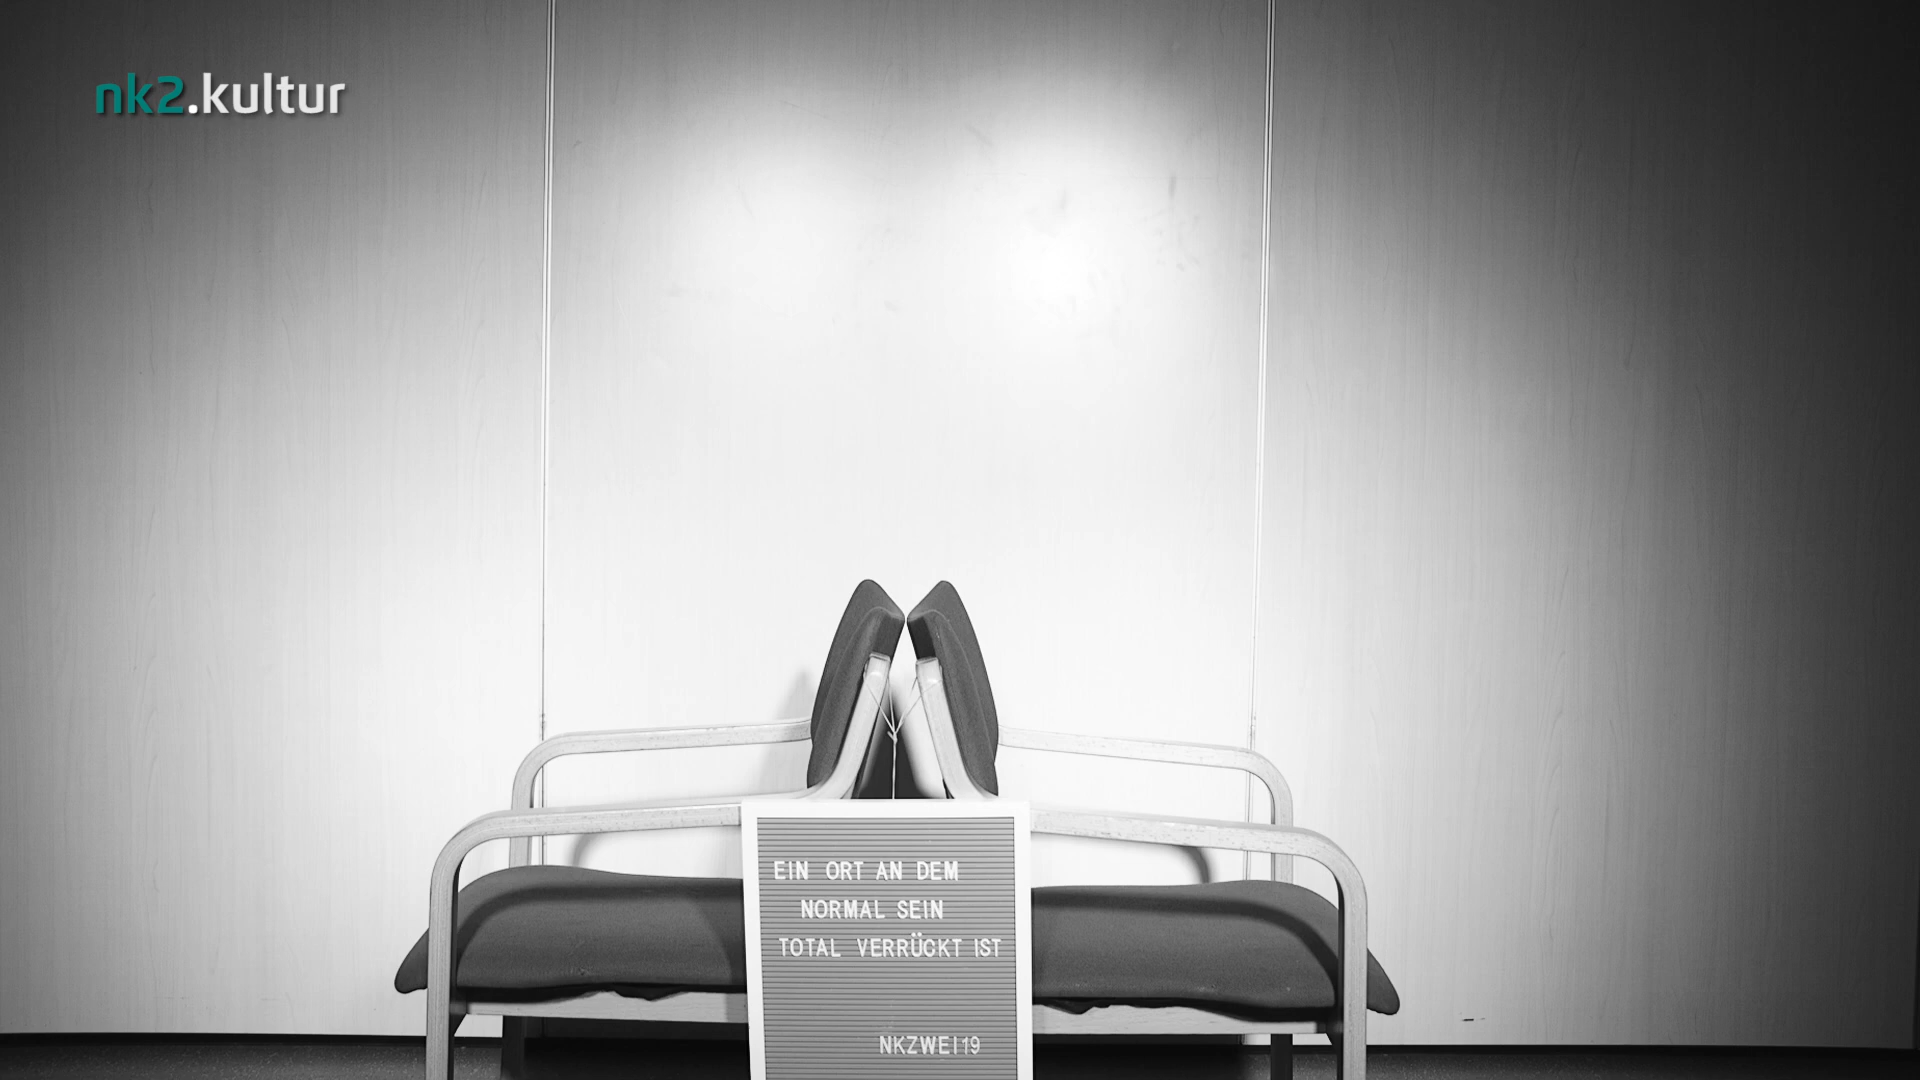 nk2.kultur
EIN ORT AN DEM
NORMAL SEIN
TOTAL VERRÜCKT IST
NKZWEI19